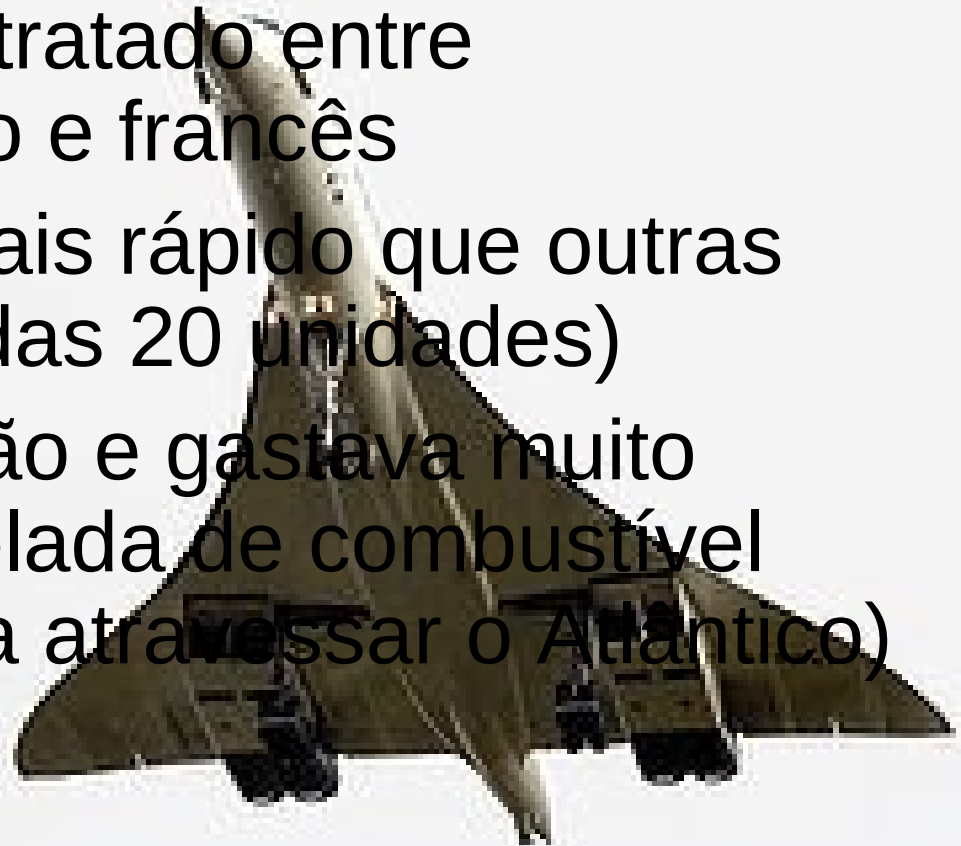 tratado entre
o e francês
ais rápido que outras
das 20 unidades)
ão e gastava muito
lada de combustível
a atravessar o Atlântico)